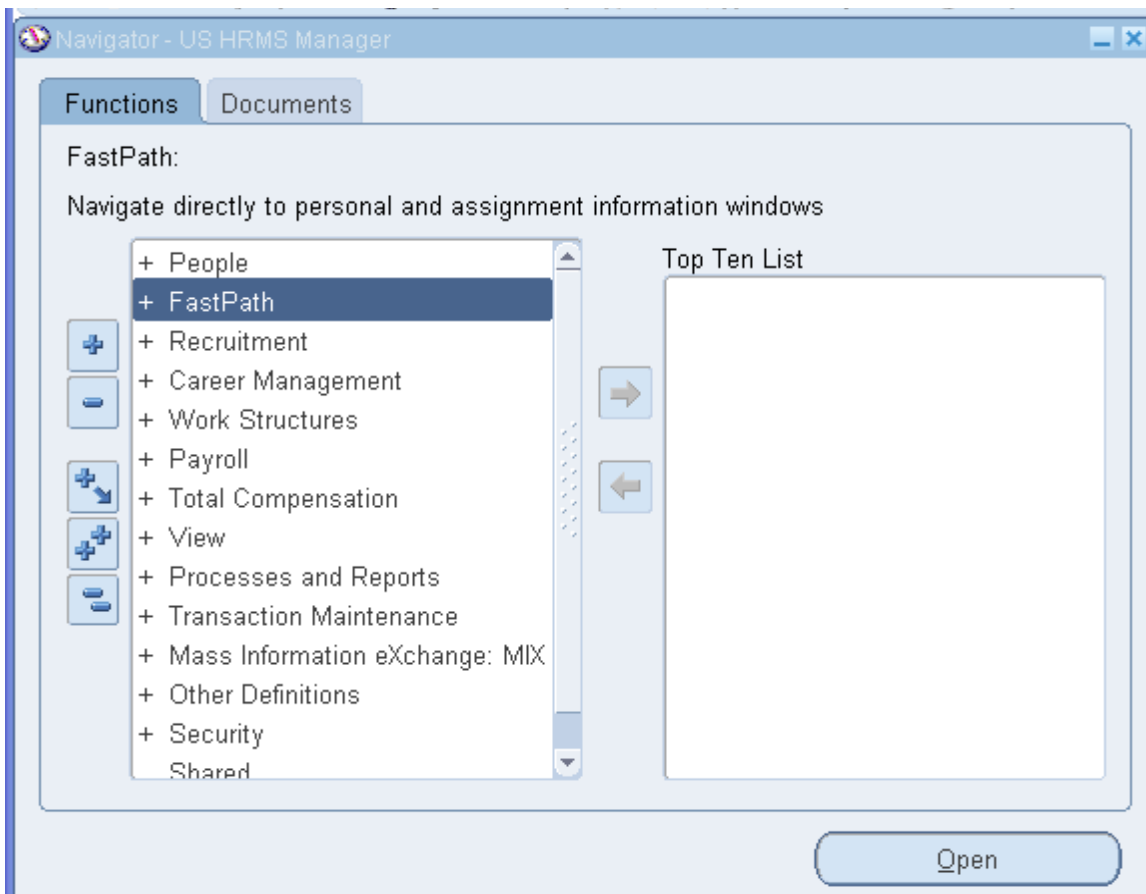 Navigator - US HRMS Manager
Functions
Documents
FastPath:
Navigate directly to personal and assignment information windows
+ People
+ FastPath
+ Recruitment
+ Career Management
+ Work Structures
+ Payroll
+ Total Compensation
+ View
+ Processes and Reports
+ Transaction Maintenance
+ Mass Information eXchange: MIX
+ Other Definitions
+ Security
Shared
Top Ten List
Open